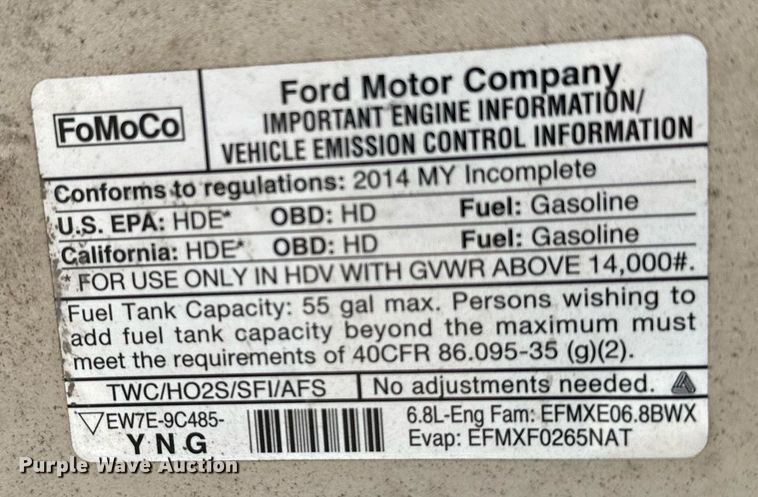 FoMoCo
Ford Motor Company
IMPORTANT ENGINE INFORMATION/
VEHICLE EMISSION CONTROL INFORMATION
Conforms to regulations: 2014 MY Incomplete
U.S. EPA: HDE* OBD: HD Fuel: Gasoline
California: HDE* OBD: HD Fuel: Gasoline
* FOR USE ONLY IN HDV WITH GVWR ABOVE 14,000#.
Fuel Tank Capacity: 55 gal max. Persons wishing to
add fuel tank capacity beyond the maximum must
meet the requirements of 40CFR 86.095-35 (g)(2).
TWC/HO2S/SFI/AFS No adjustments needed.
EW7E-9C485-
YNG
6.8L-Eng Fam: EFMXE06.8BWX
Evap: EFMXF0265NAT
Purple Wave Auction